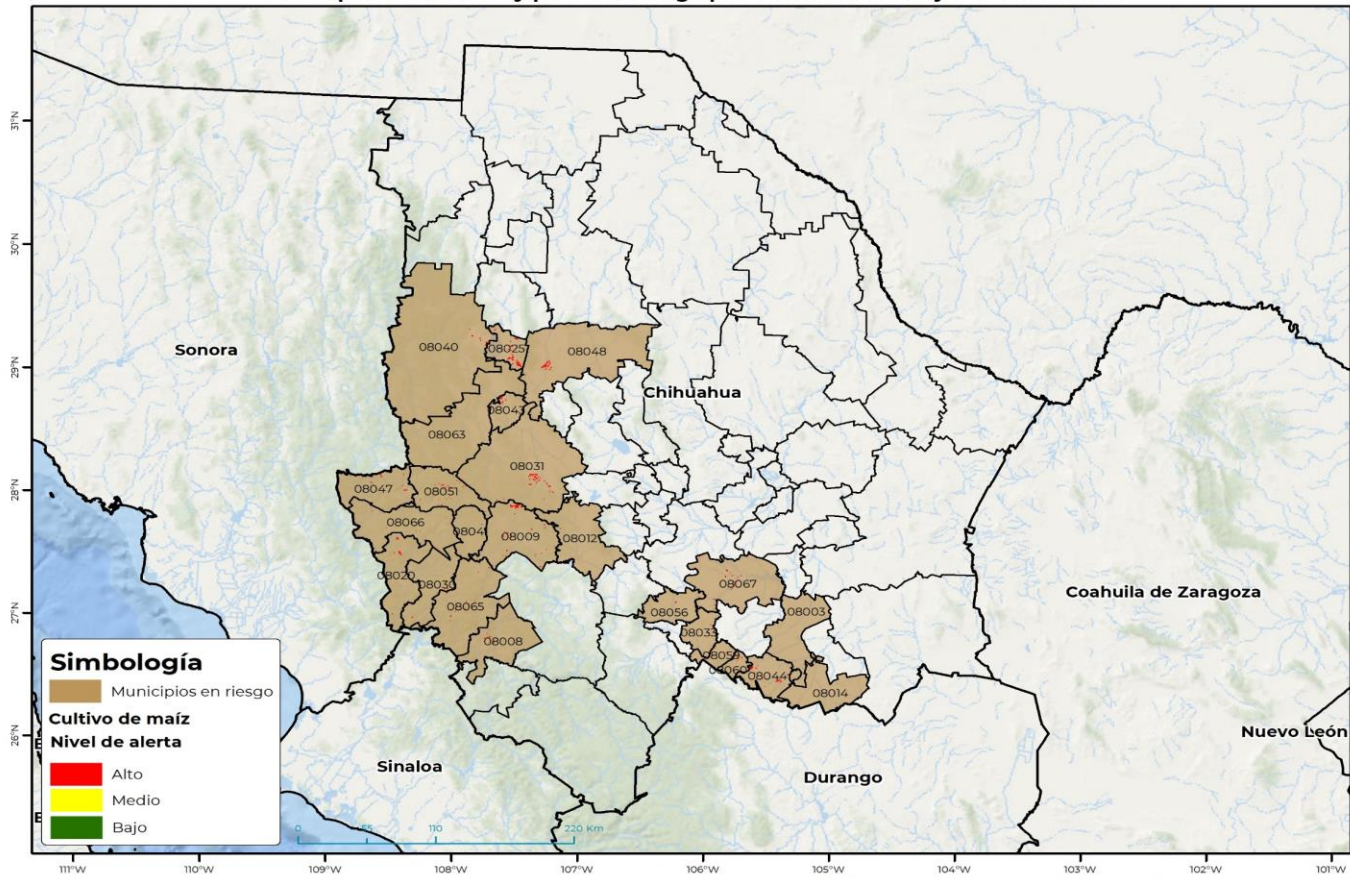 31°N
30°N
29°N
28°N
27°N
26°N
Sonora
Chihuahua
Coahuila de Zaragoza
Nuevo León
Sinaloa
Durango
08040
08025
08048
08043
08063
08031
08047
08051
08066
0804
08009
08012
08020
08030
08065
08008
08067
08056
08003
08033
08059
08060
08044
08014
Simbología
Municipios en riesgo
Cultivo de maíz
Nivel de alerta
Alto
Medio
Bajo
0 55 110 220 Km
111°W 110°W 109°W 108°W 107°W 106°W 105°W 104°W 103°W 102°W 101°W